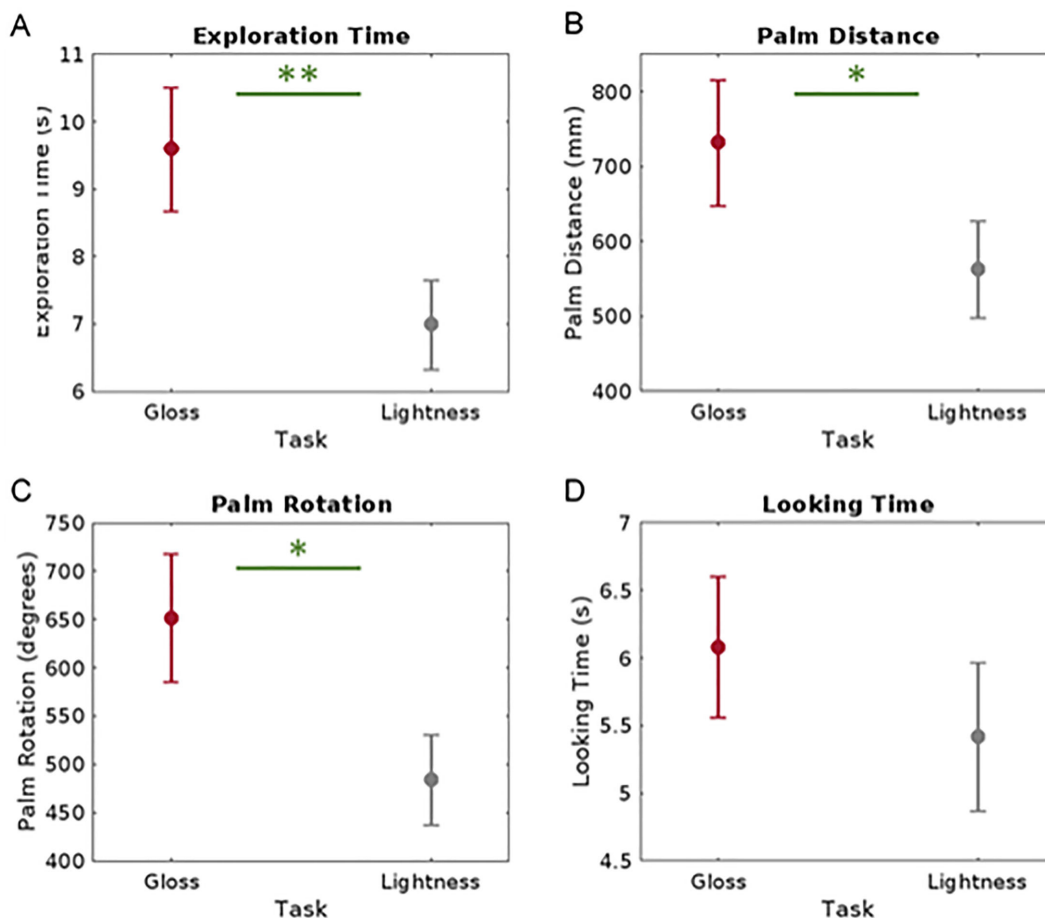 A
Exploration Time
**
Exploration Time (s)
11
10
9
8
7
6
Gloss
Lightness
Task
B
Palm Distance
*
Palm Distance (mm)
800
700
600
500
400
Gloss
Lightness
Task
C
Palm Rotation
*
Palm Rotation (degrees)
750
700
650
600
550
500
450
400
Gloss
Lightness
Task
D
Looking Time
Looking Time (s)
7
6.5
6
5.5
5
4.5
Gloss
Lightness
Task